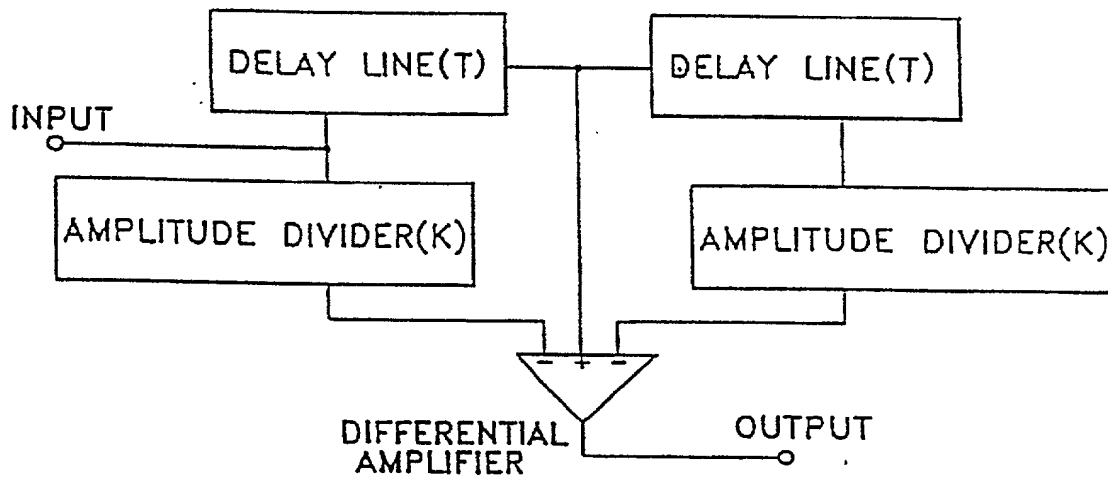 DELAY LINE(T)
DELAY LINE(T)
INPUT
AMPLITUDE DIVIDER(K)
AMPLITUDE DIVIDER(K)
- + -
DIFFERENTIAL
AMPLIFIER
OUTPUT